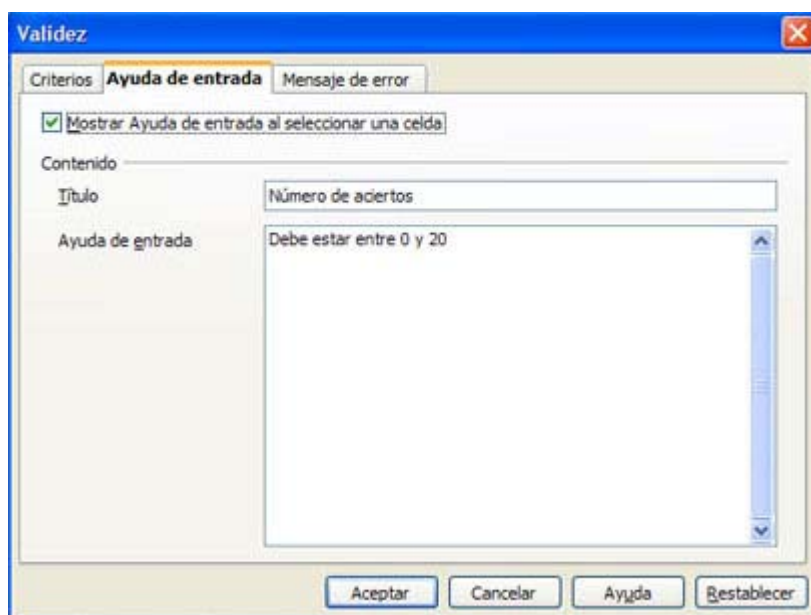 Validez
Criterios Ayuda de entrada Mensaje de error
Mostrar Ayuda de entrada al seleccionar una celda
Contenido
Título Número de aciertos
Ayuda de entrada Debe estar entre 0 y 20
Aceptar Cancelar Ayuda Restablecer